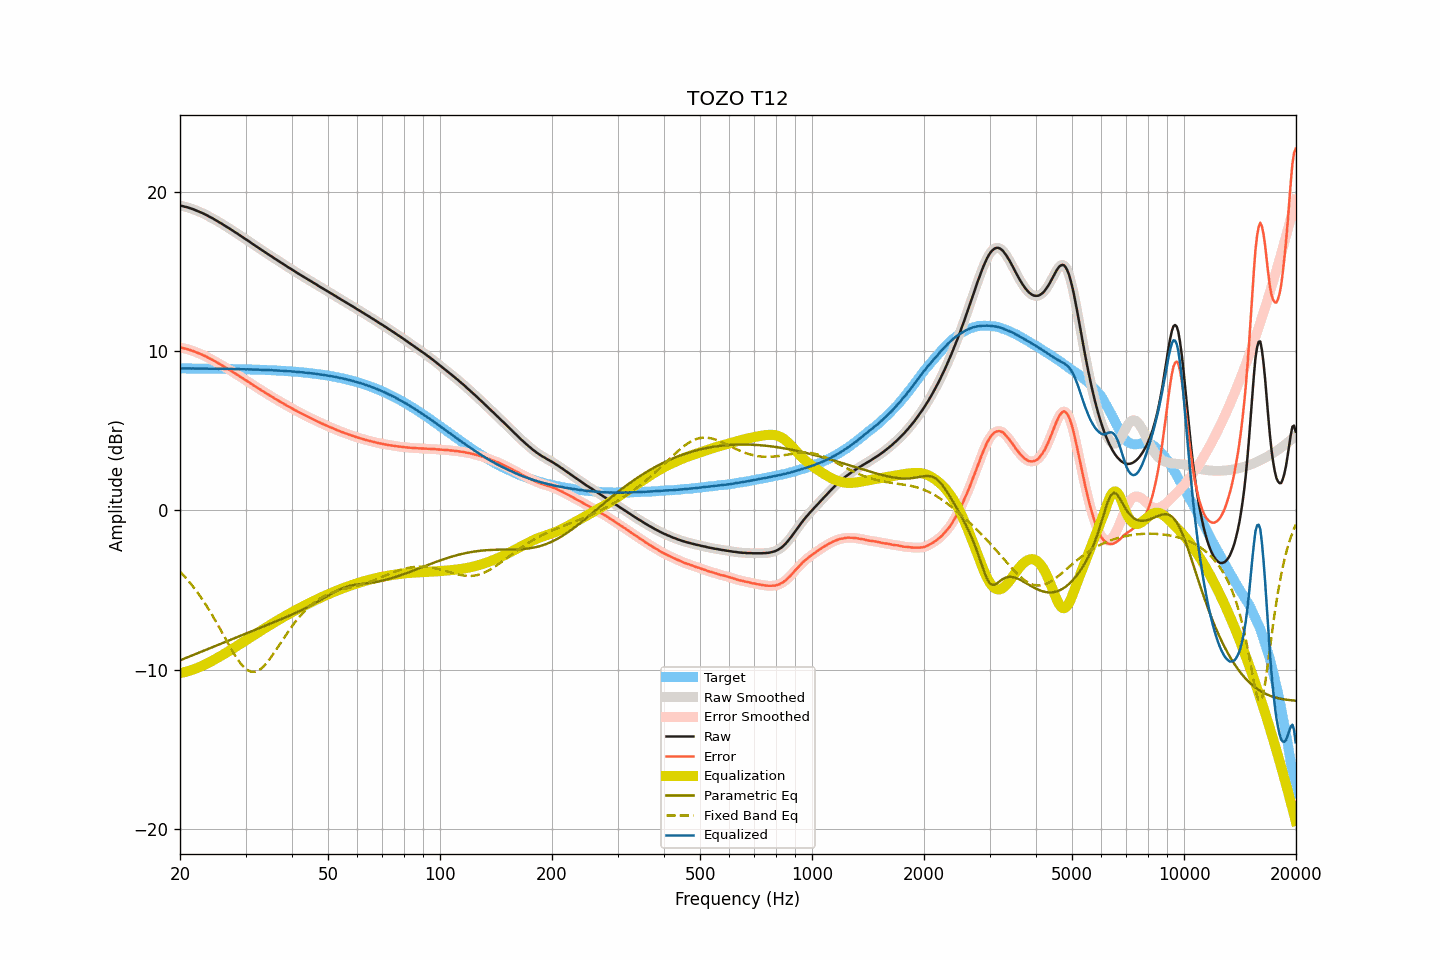 TOZO T12
20
10
0
−10
−20
Amplitude (dBr)
Target
Raw Smoothed
Error Smoothed
Raw
Error
Equalization
Parametric Eq
Fixed Band Eq
Equalized
20 50 100 200 500 1000 2000 5000 10000 20000
Frequency (Hz)